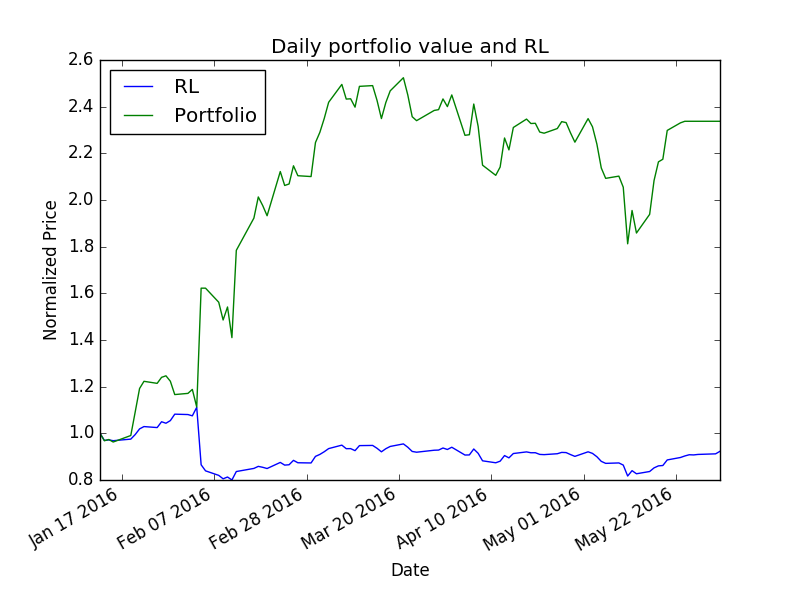 Daily portfolio value and RL
RL
Portfolio
Normalized Price
2.6
2.4
2.2
2.0
1.8
1.6
1.4
1.2
1.0
0.8
Jan 17 2016
Feb 07 2016
Feb 28 2016
Mar 20 2016
Apr 10 2016
May 01 2016
May 22 2016
Date